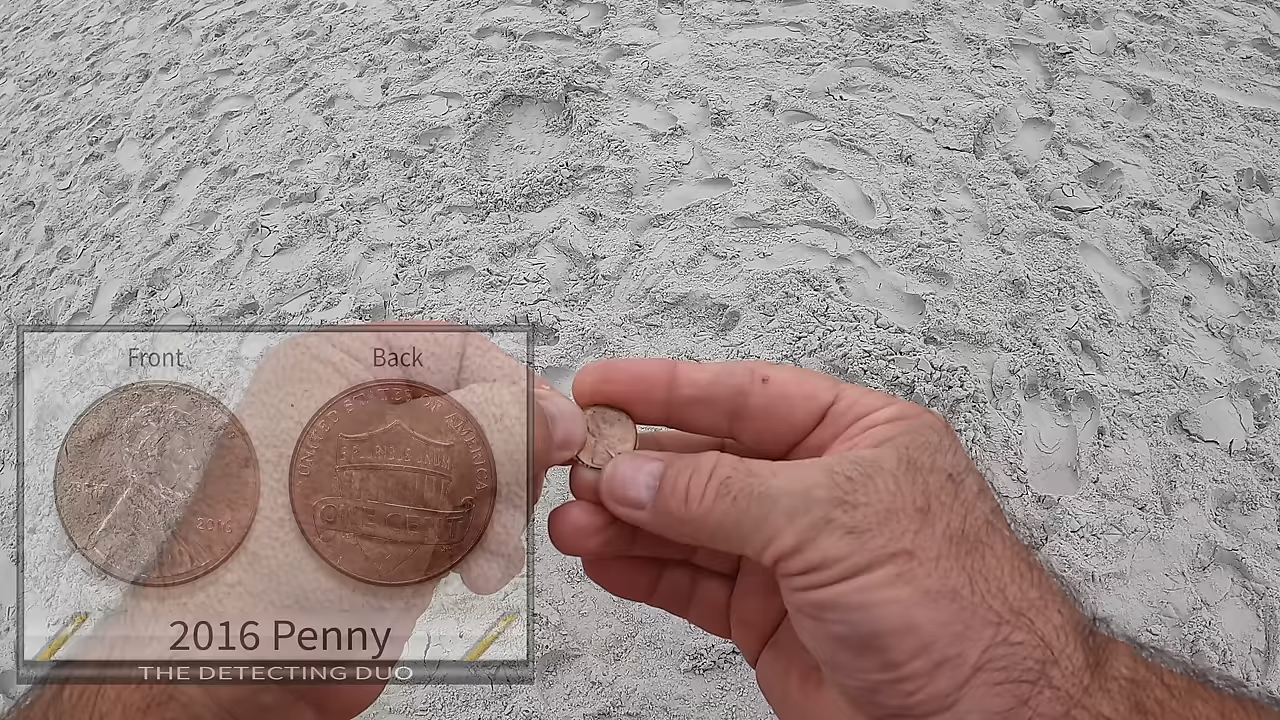 Front
Back
UNITED STATES OF AMERICA
E PLURIBUS UNUM
ONE CENT
2016
2016 Penny
THE DETECTING DUO